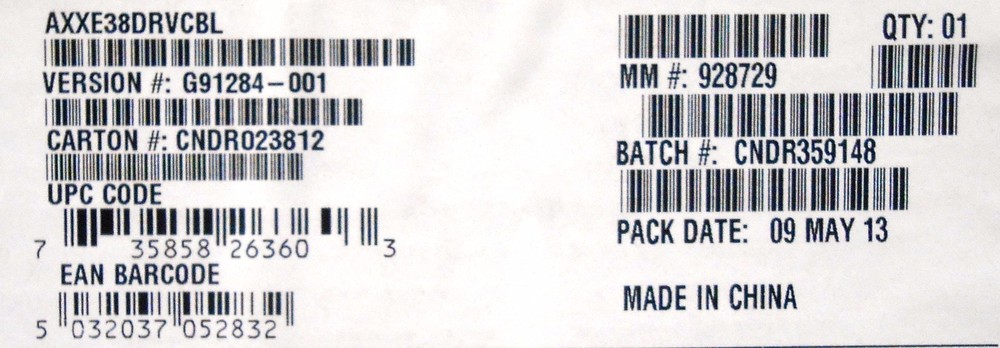 AXXE38DRVCBL
VERSION #: G91284-001
CARTON #: CNDR023812
UPC CODE
7 35858 26360 3
EAN BARCODE
5 032037 052832
QTY: 01
MM #: 928729
BATCH #: CNDR359148
PACK DATE: 09 MAY 13
MADE IN CHINA